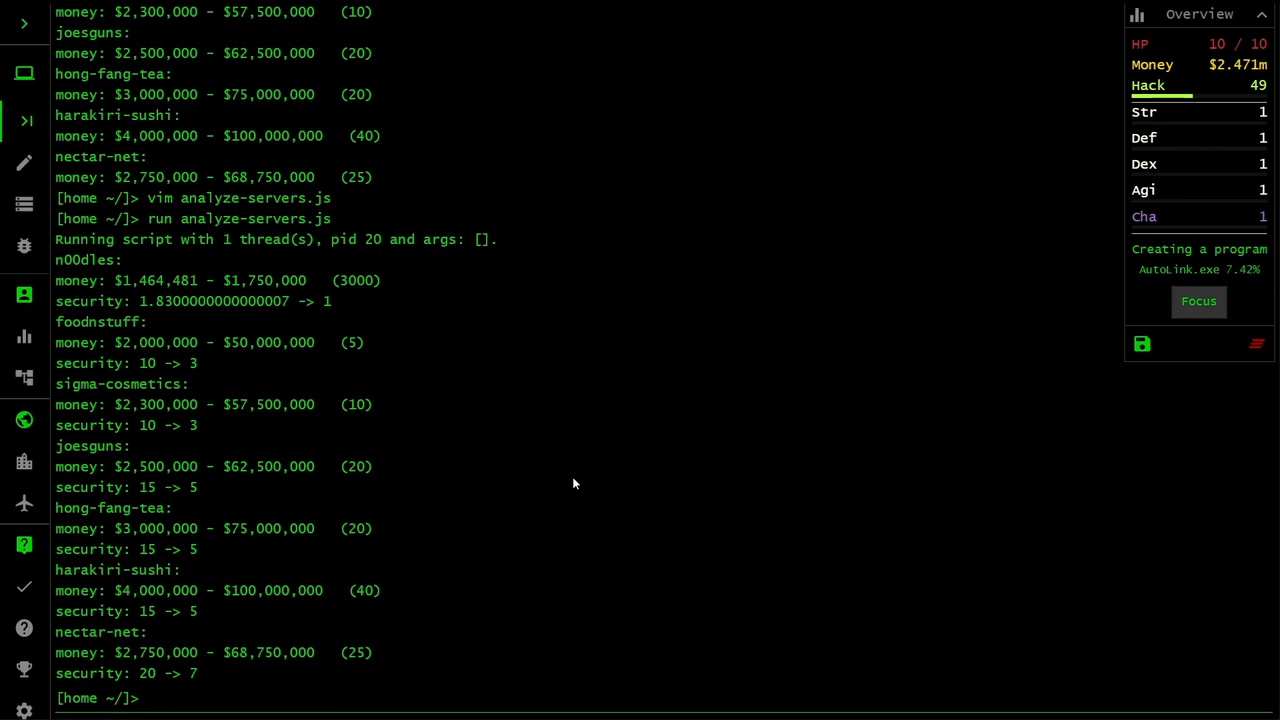 money: $2,300,000 - $57,500,000   (10)
joesguns:
money: $2,500,000 - $62,500,000   (20)
hong-fang-tea:
money: $3,000,000 - $75,000,000   (20)
harakiri-sushi:
money: $4,000,000 - $100,000,000   (40)
nectar-net:
money: $2,750,000 - $68,750,000   (25)
[home ~/]> vim analyze-servers.js
[home ~/]> run analyze-servers.js
Running script with 1 thread(s), pid 20 and args: [].
n00dles:
money: $1,464,481 - $1,750,000   (3000)
security: 1.8300000000000007 -> 1
foodnstuff:
money: $2,000,000 - $50,000,000   (5)
security: 10 -> 3
sigma-cosmetics:
money: $2,300,000 - $57,500,000   (10)
security: 10 -> 3
joesguns:
money: $2,500,000 - $62,500,000   (20)
security: 15 -> 5
hong-fang-tea:
money: $3,000,000 - $75,000,000   (20)
security: 15 -> 5
harakiri-sushi:
money: $4,000,000 - $100,000,000   (40)
security: 15 -> 5
nectar-net:
money: $2,750,000 - $68,750,000   (25)
security: 20 -> 7
[home ~/]>
Overview
HP 10 / 10
Money $2.471m
Hack 49
Str 1
Def 1
Dex 1
Agi 1
Cha 1
Creating a program
AutoLink.exe 7.42%
Focus